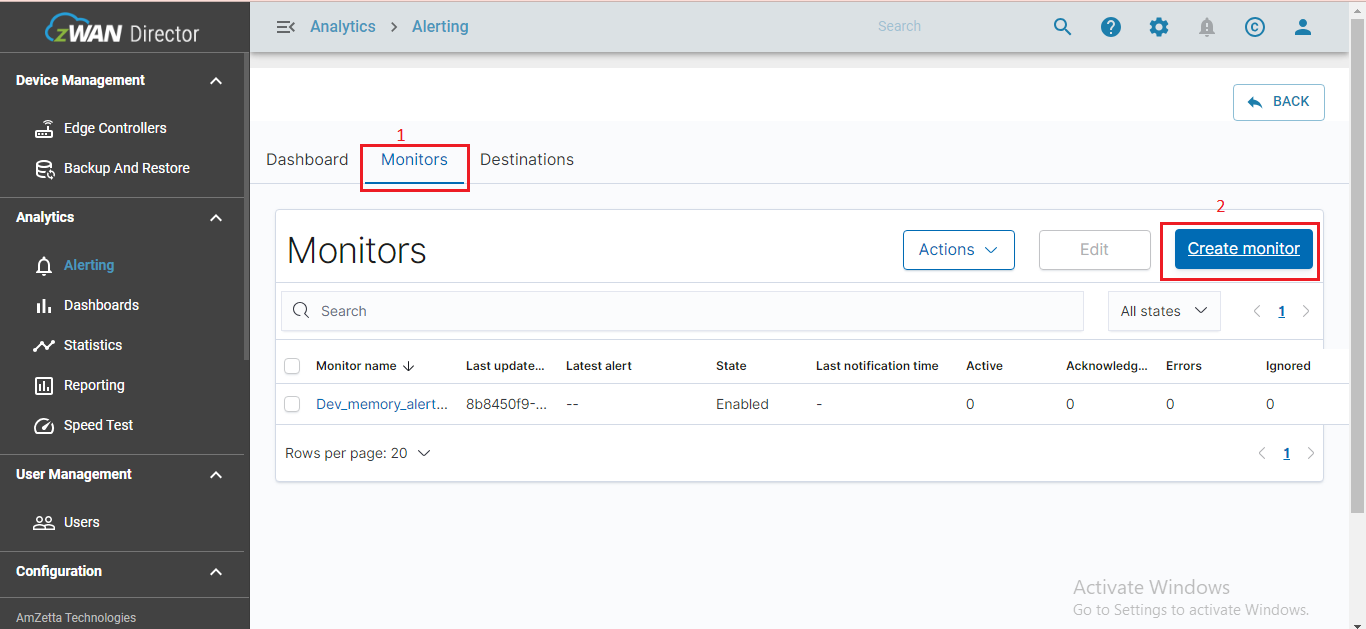 zWAN Director
Analytics > Alerting
Search
BACK
Device Management
Edge Controllers
Backup And Restore
Analytics
Alerting
Dashboards
Statistics
Reporting
Speed Test
User Management
Users
Configuration
AmZetta Technologies
1
Dashboard Monitors Destinations
2
Monitors Actions Edit Create monitor
Search All states 1
Monitor name Last update... Latest alert State Last notification time Active Acknowledg... Errors Ignored
Dev_memory_alert... 8b8450f9-... -- Enabled - 0 0 0 0
Rows per page: 20 1
Activate Windows
Go to Settings to activate Windows.